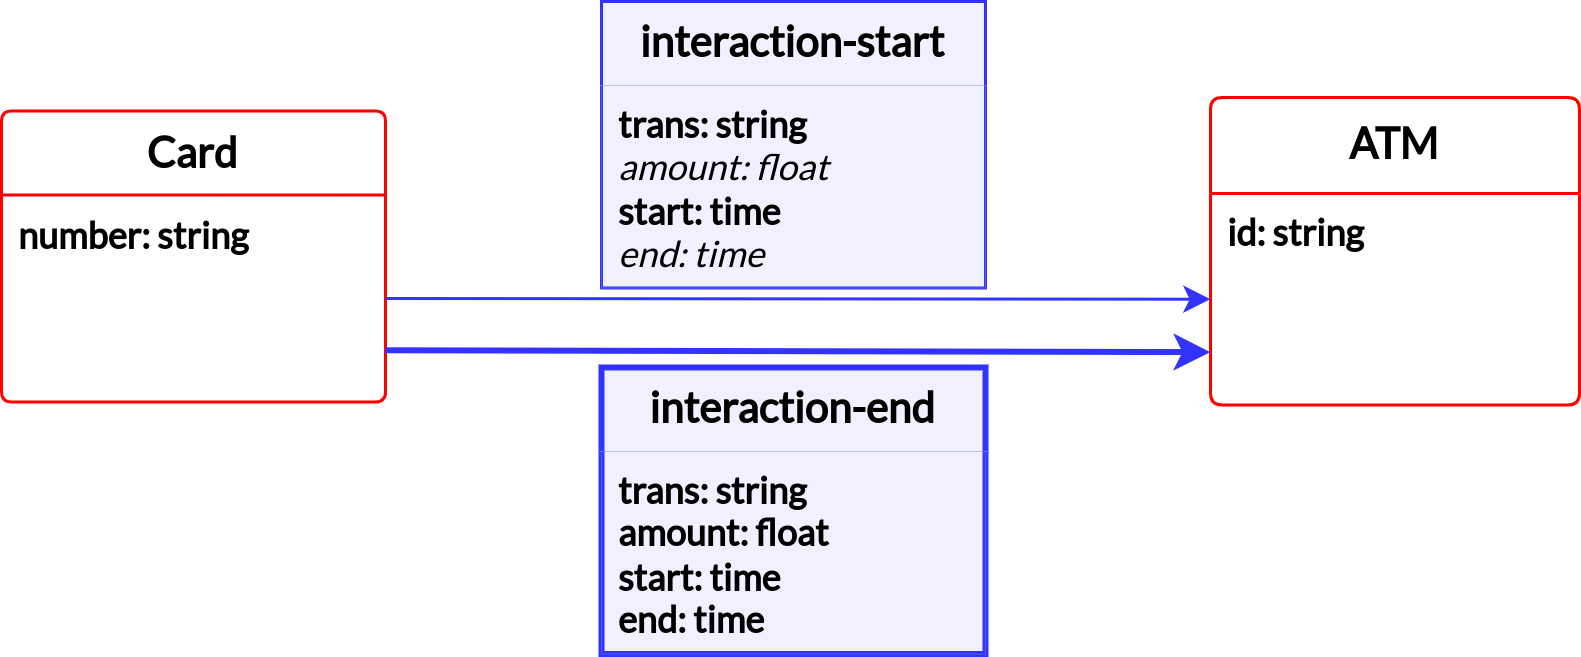 interaction-start
trans: string
amount: float
start: time
end: time
Card
number: string
ATM
id: string
interaction-end
trans: string
amount: float
start: time
end: time